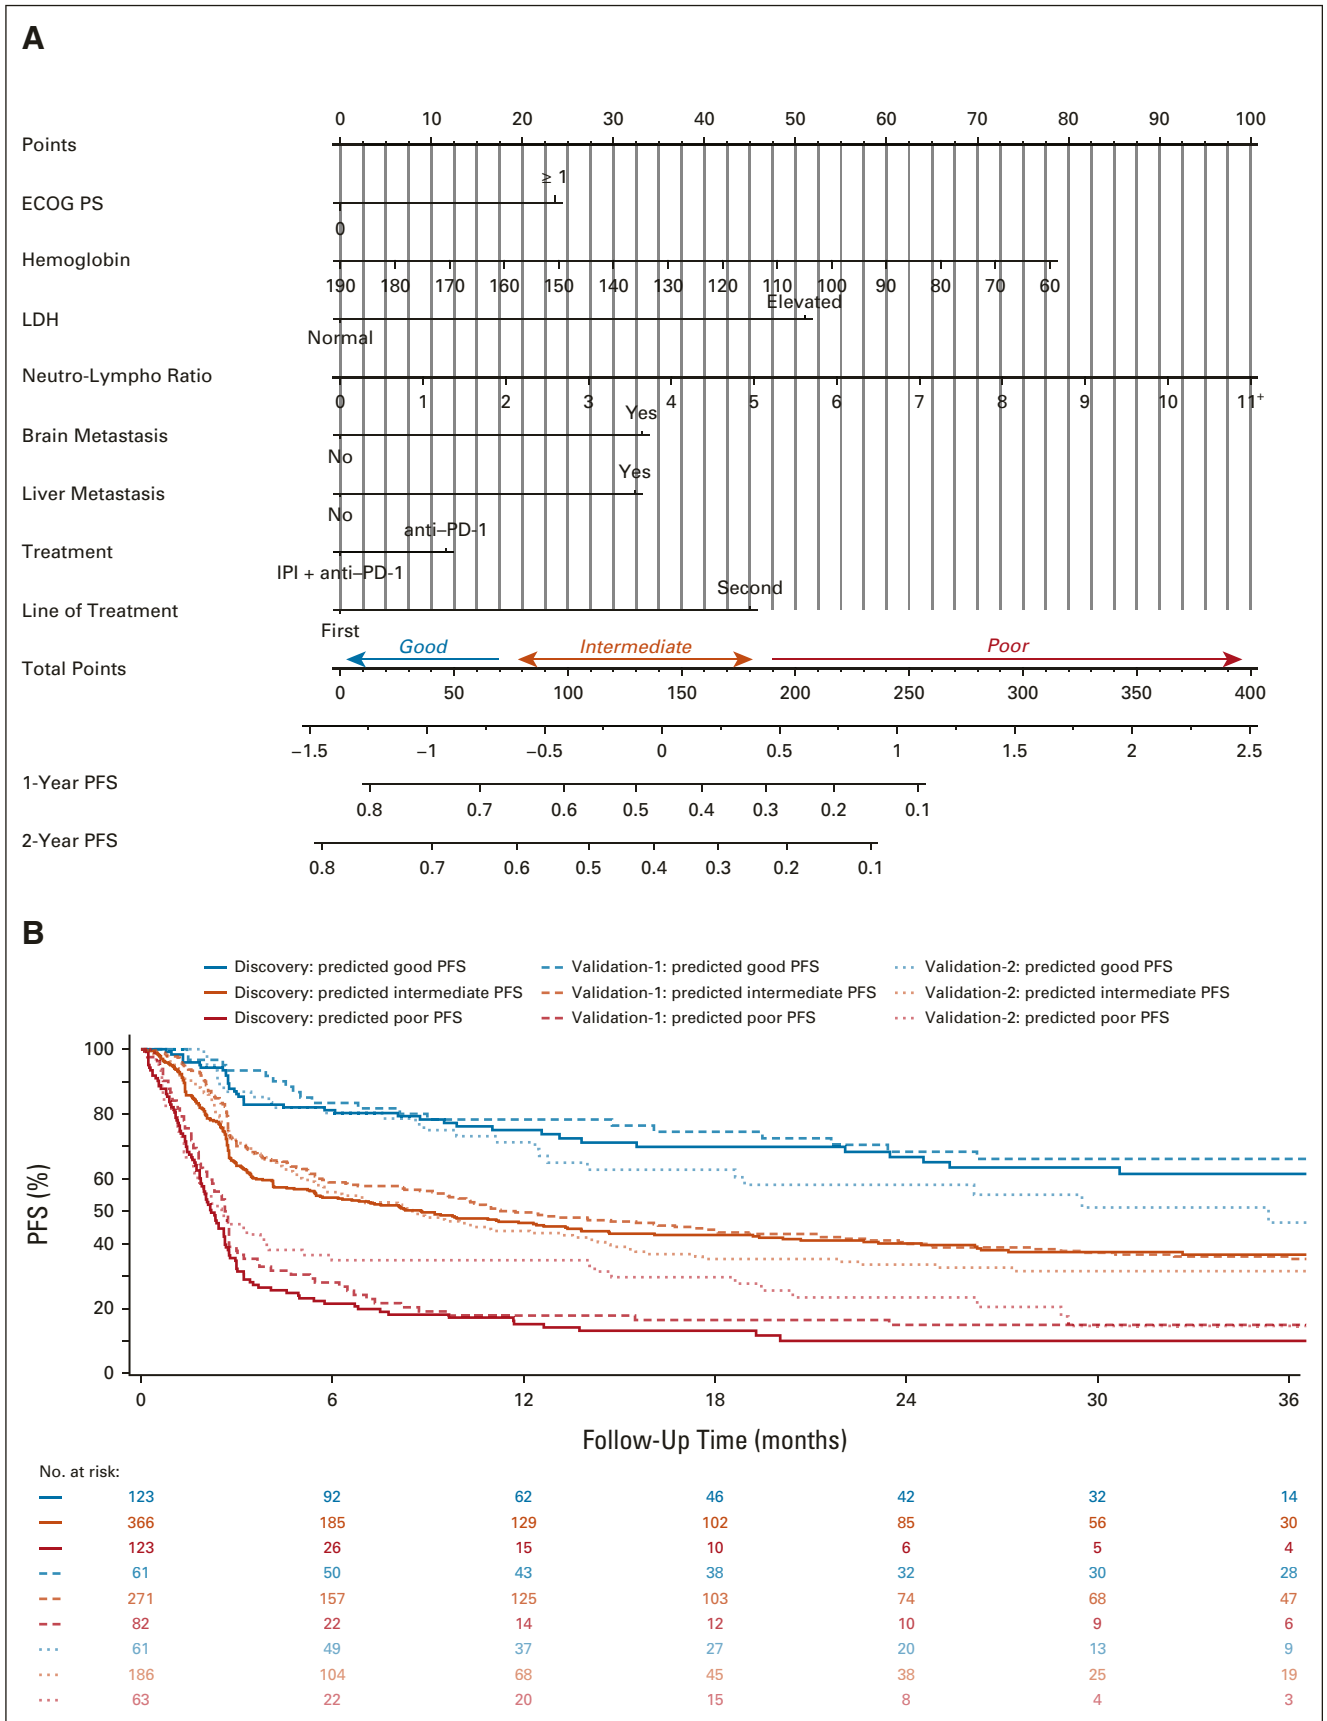 A
0 10 20 30 40 50 60 70 80 90 100
Points
≥ 1
ECOG PS
0
Hemoglobin
190 180 170 160 150 140 130 120 110 100 90 80 70 60
Elevated
LDH
Normal
Neutro-Lympho Ratio
0 1 2 3 4 5 6 7 8 9 10 11+
Yes
Brain Metastasis
No
Yes
Liver Metastasis
No
anti–PD-1
Treatment
IPI + anti–PD-1
Second
Line of Treatment
First
Good Intermediate Poor
Total Points
0 50 100 150 200 250 300 350 400
−1.5 −1 −0.5 0 0.5 1 1.5 2 2.5
1-Year PFS
0.8 0.7 0.6 0.5 0.4 0.3 0.2 0.1
2-Year PFS
0.8 0.7 0.6 0.5 0.4 0.3 0.2 0.1
B
Discovery: predicted good PFS Validation-1: predicted good PFS Validation-2: predicted good PFS
Discovery: predicted intermediate PFS Validation-1: predicted intermediate PFS Validation-2: predicted intermediate PFS
Discovery: predicted poor PFS Validation-1: predicted poor PFS Validation-2: predicted poor PFS
100
80
60
50
40
20
0
PFS (%)
0 6 12 18 24 30 36
Follow-Up Time (months)
No. at risk:
123 92 62 46 42 32 14
366 185 129 102 85 56 30
123 26 15 10 6 5 4
61 50 43 38 32 30 28
271 157 125 103 74 68 47
82 22 14 12 10 9 6
61 49 37 27 20 13 9
186 104 68 45 38 25 19
63 22 20 15 8 4 3